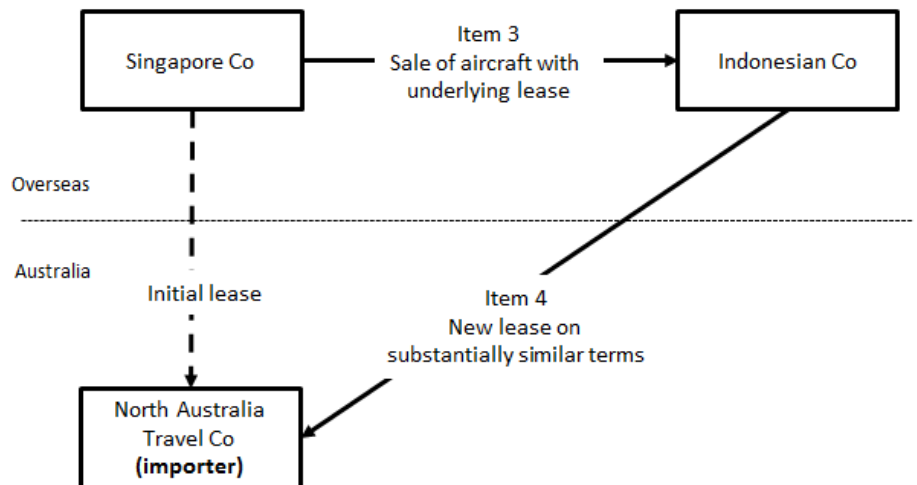 Singapore Co
Item 3
Sale of aircraft with
underlying lease
Indonesian Co
Overseas
Australia
Initial lease
Item 4
New lease on
substantially similar terms
North Australia
Travel Co
(importer)